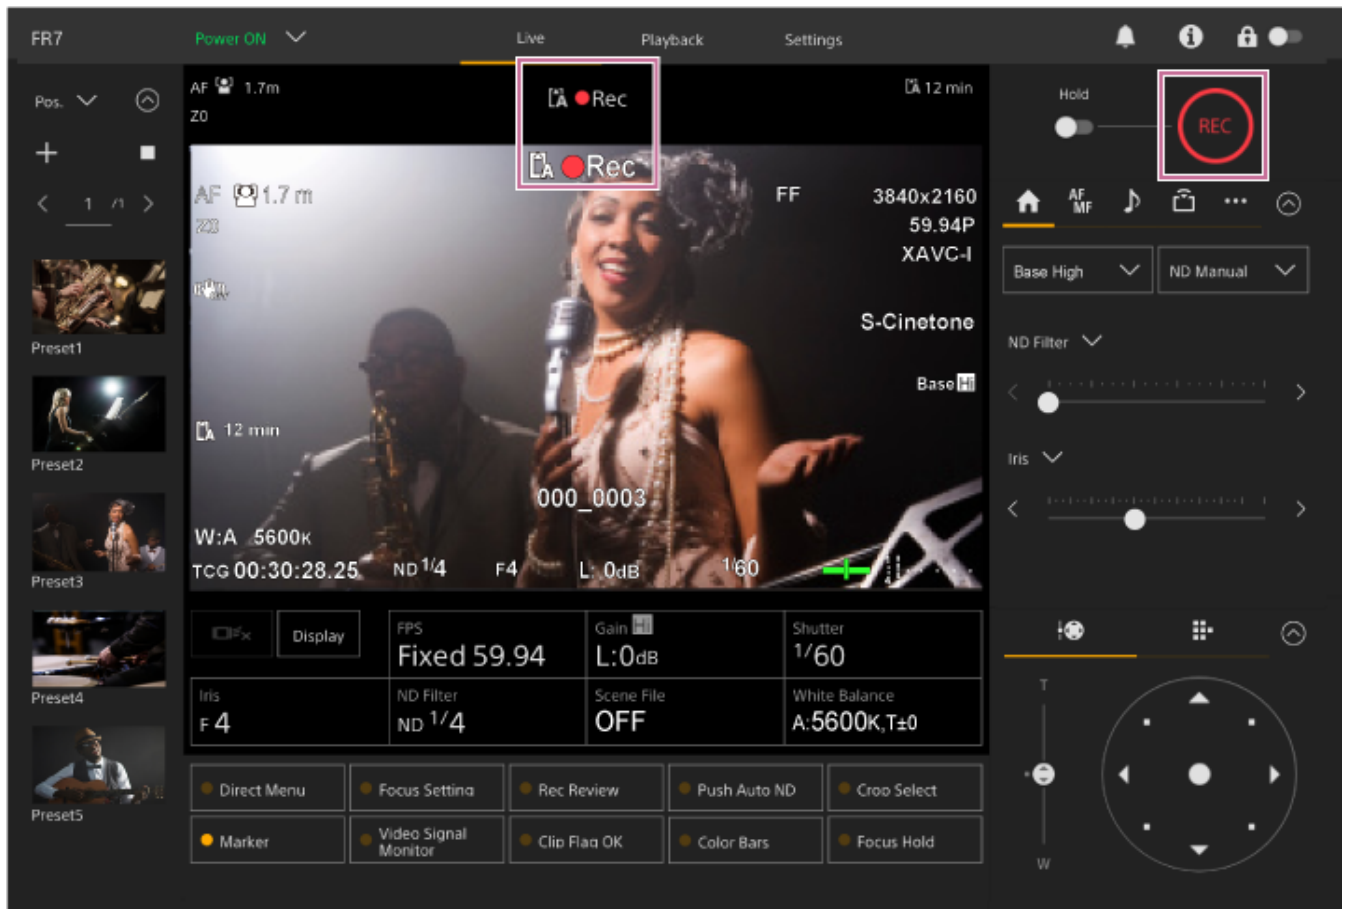 FR7
Power ON
Live
Playback
Settings
Pos.
1 /1
Preset1
Preset2
Preset3
Preset4
Preset5
AF 1.7m
Z0
A Rec
A 12 min
A Rec
AF 1.7 m
Z0
FF
3840x2160
59.94P
XAVC-I
S-Cinetone
Base Hi
A 12 min
000_0003
W:A 5600K
TCG 00:30:28.25 ND 1/4 F4 L: 0dB 1/60
Display
FPS
Fixed 59.94
Gain Hi
L:0dB
Shutter
1/60
Iris
F 4
ND Filter
ND 1/4
Scene File
OFF
White Balance
A:5600K,T±0
Direct Menu
Focus Setting
Rec Review
Push Auto ND
Crop Select
Marker
Video Signal
Monitor
Clip Flag OK
Color Bars
Focus Hold
Hold
REC
AF
MF
Base High
ND Manual
ND Filter
Iris
T
W